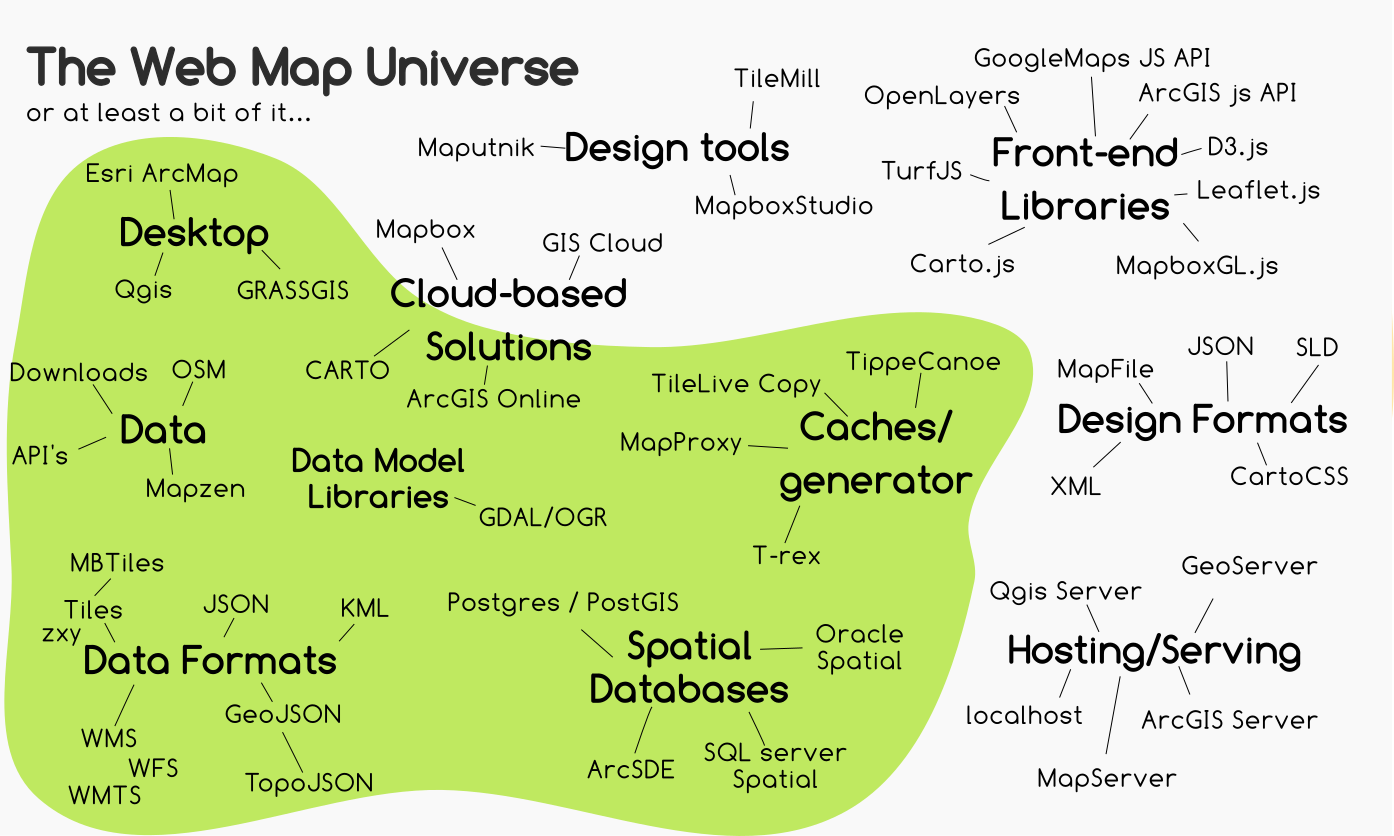 The Web Map Universe
or at least a bit of it...
TileMill
Maputnik
Design tools
MapboxStudio
GoogleMaps JS API
OpenLayers
ArcGIS js API
Front-end
Libraries
D3.js
TurfJS
Leaflet.js
Carto.js
MapboxGL.js
Esri ArcMap
Desktop
Qgis
GRASSGIS
Mapbox
GIS Cloud
Cloud-based
Solutions
CARTO
ArcGIS Online
Downloads
OSM
Data
API's
Mapzen
Data Model
Libraries
GDAL/OGR
TippeCanoe
TileLive Copy
Caches/
generator
MapProxy
T-rex
JSON
SLD
MapFile
Design Formats
XML
CartoCSS
MBTiles
Tiles
zxy
JSON
KML
Data Formats
GeoJSON
WMS
WFS
WMTS
TopoJSON
Postgres / PostGIS
Spatial
Databases
Oracle
Spatial
ArcSDE
SQL server
Spatial
GeoServer
Qgis Server
Hosting/Serving
localhost
ArcGIS Server
MapServer